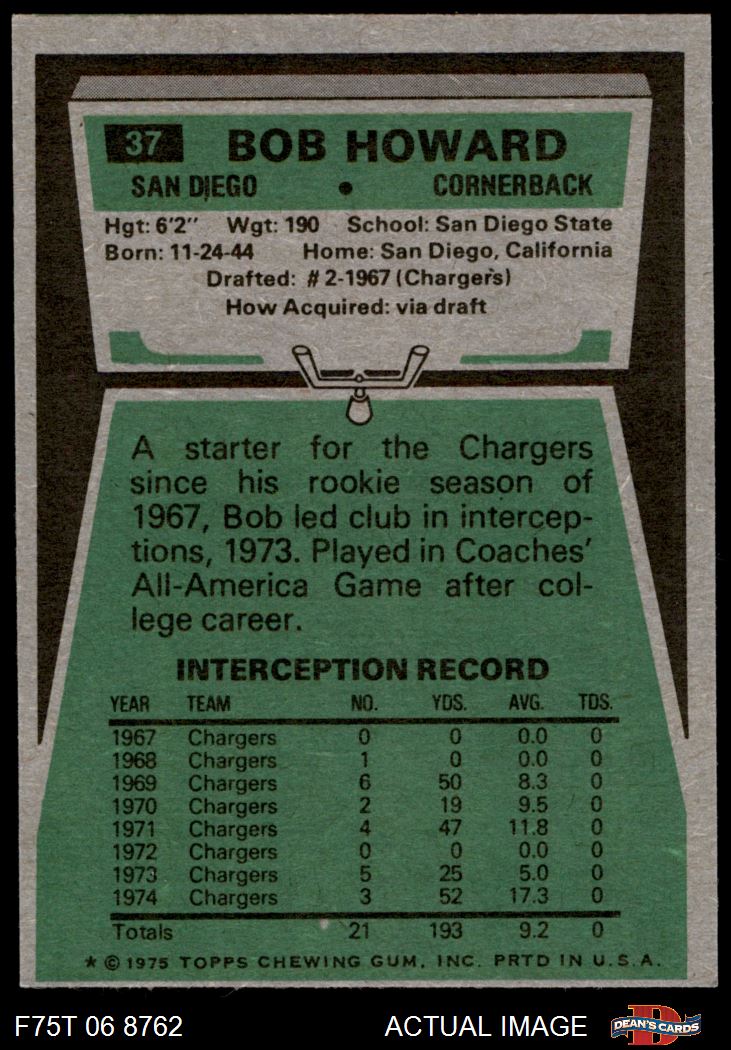 37 BOB HOWARD
SAN DIEGO • CORNERBACK
Hgt: 6'2" Wgt: 190 School: San Diego State
Born: 11-24-44 Home: San Diego, California
Drafted: #2-1967 (Chargers)
How Acquired: via draft
A starter for the Chargers
since his rookie season of
1967, Bob led club in intercep-
tions, 1973. Played in Coaches'
All-America Game after col-
lege career.
INTERCEPTION RECORD
YEAR TEAM NO. YDS. AVG. TDS.
1967 Chargers 0 0 0.0 0
1968 Chargers 1 0 0.0 0
1969 Chargers 6 50 8.3 0
1970 Chargers 2 19 9.5 0
1971 Chargers 4 47 11.8 0
1972 Chargers 0 0 0.0 0
1973 Chargers 5 25 5.0 0
1974 Chargers 3 52 17.3 0
Totals 21 193 9.2 0
* © 1975 TOPPS CHEWING GUM, INC. PRTD IN U.S.A.
F75T 06 8762 ACTUAL IMAGE D DEAN'S CARDS